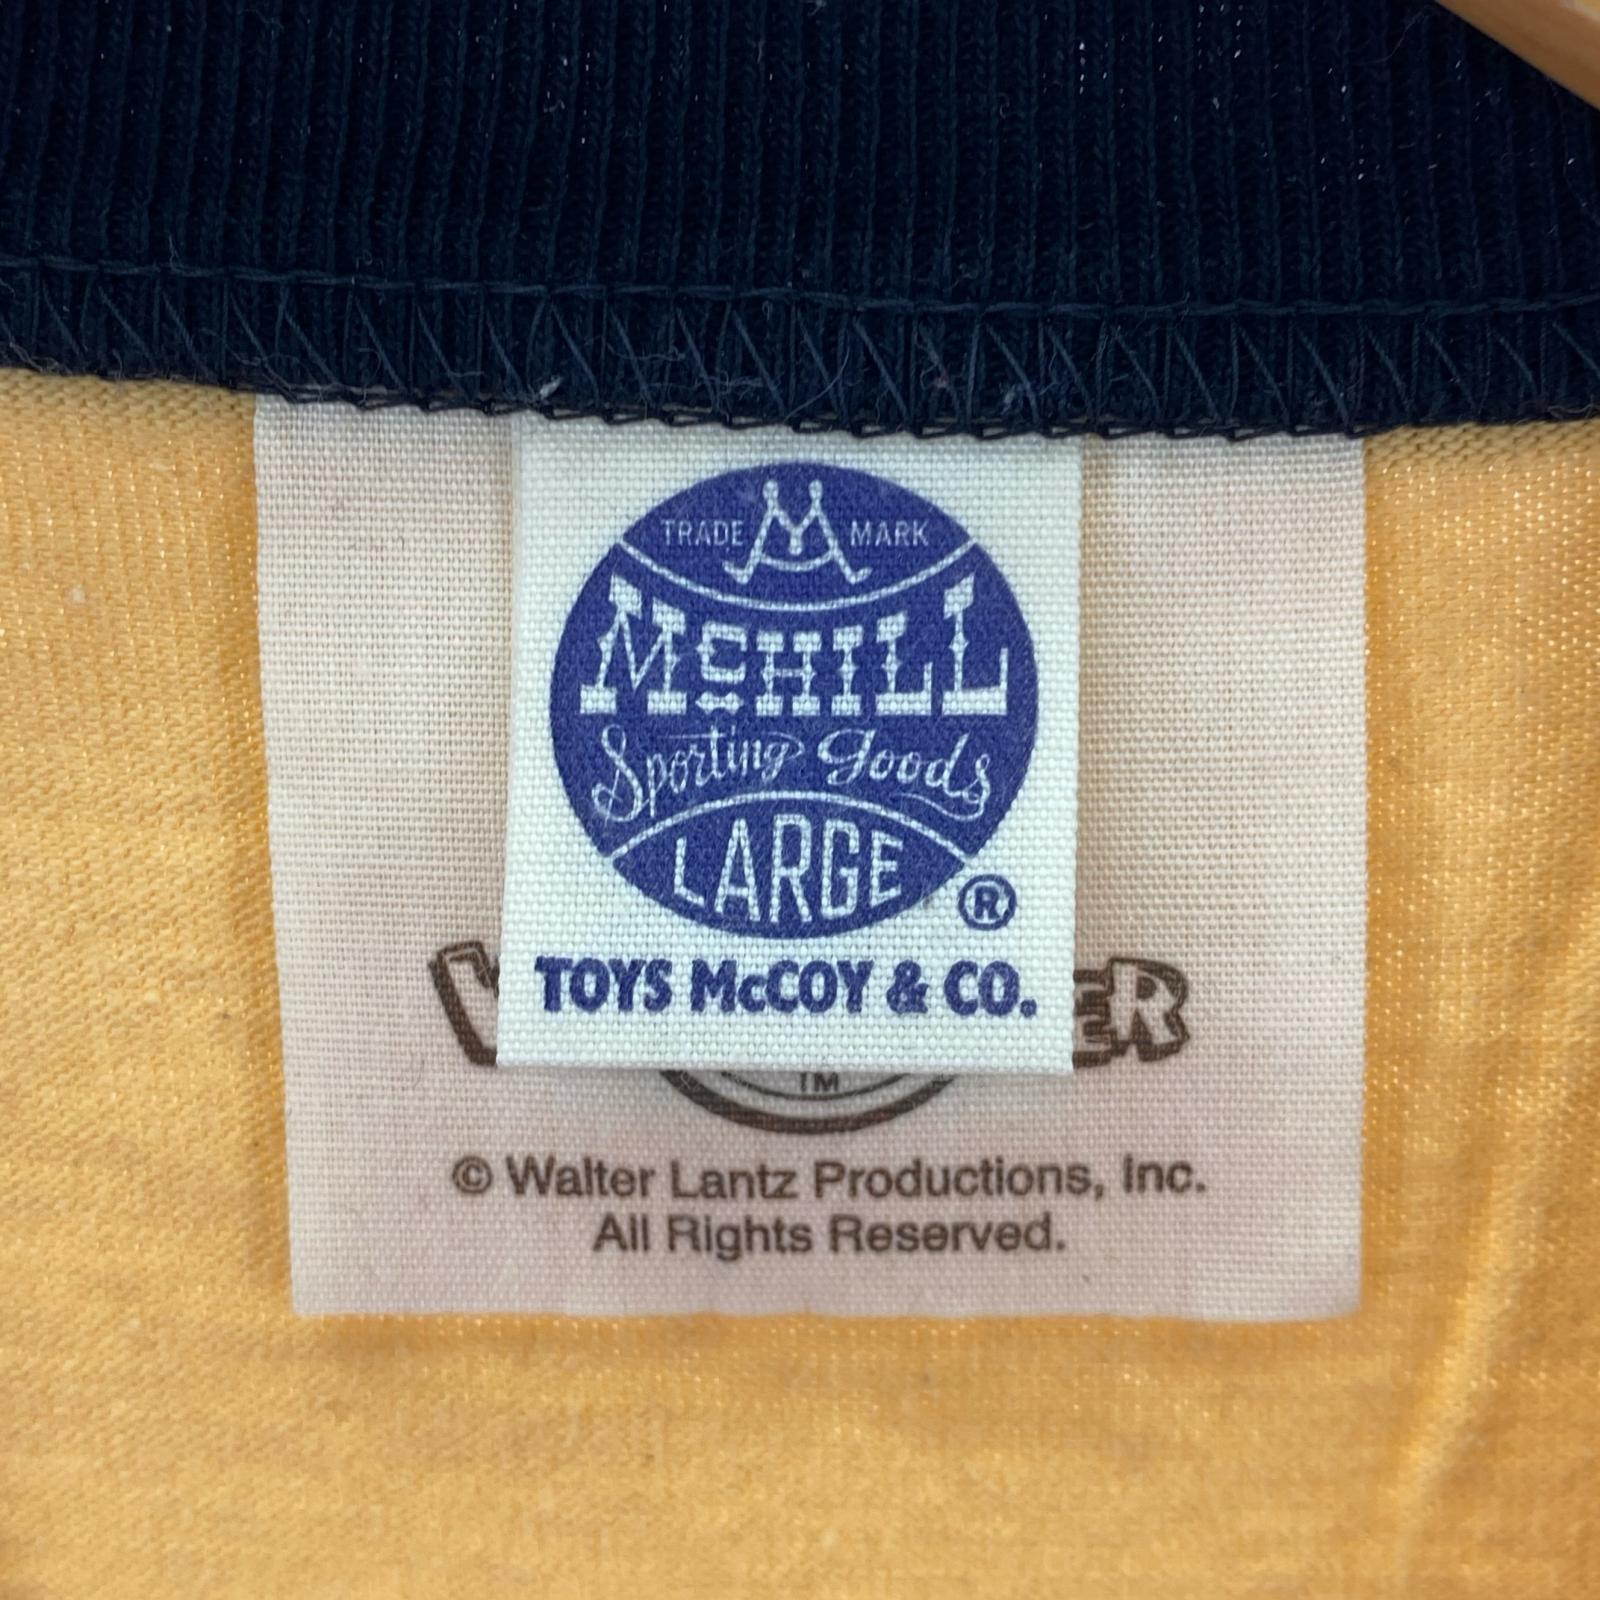 TRADE M MARK
McHILL
Sporting Goods
LARGE
®
TOYS McCOY & CO.
TM
© Walter Lantz Productions, Inc.
All Rights Reserved.